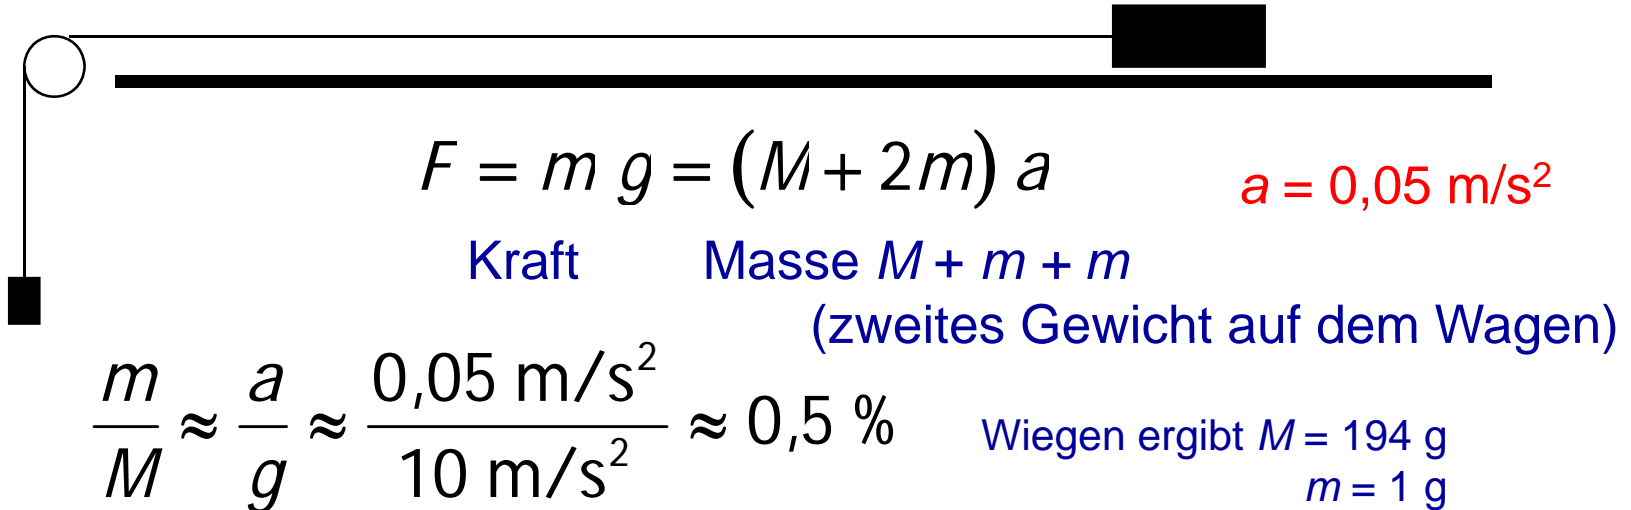 F = m g = (M + 2m) a
a = 0,05 m/s²
Kraft Masse M + m + m
(zweites Gewicht auf dem Wagen)
m/M ≈ a/g ≈ 0,05 m/s² / 10 m/s² ≈ 0,5 %
Wiegen ergibt M = 194 g
m = 1 g